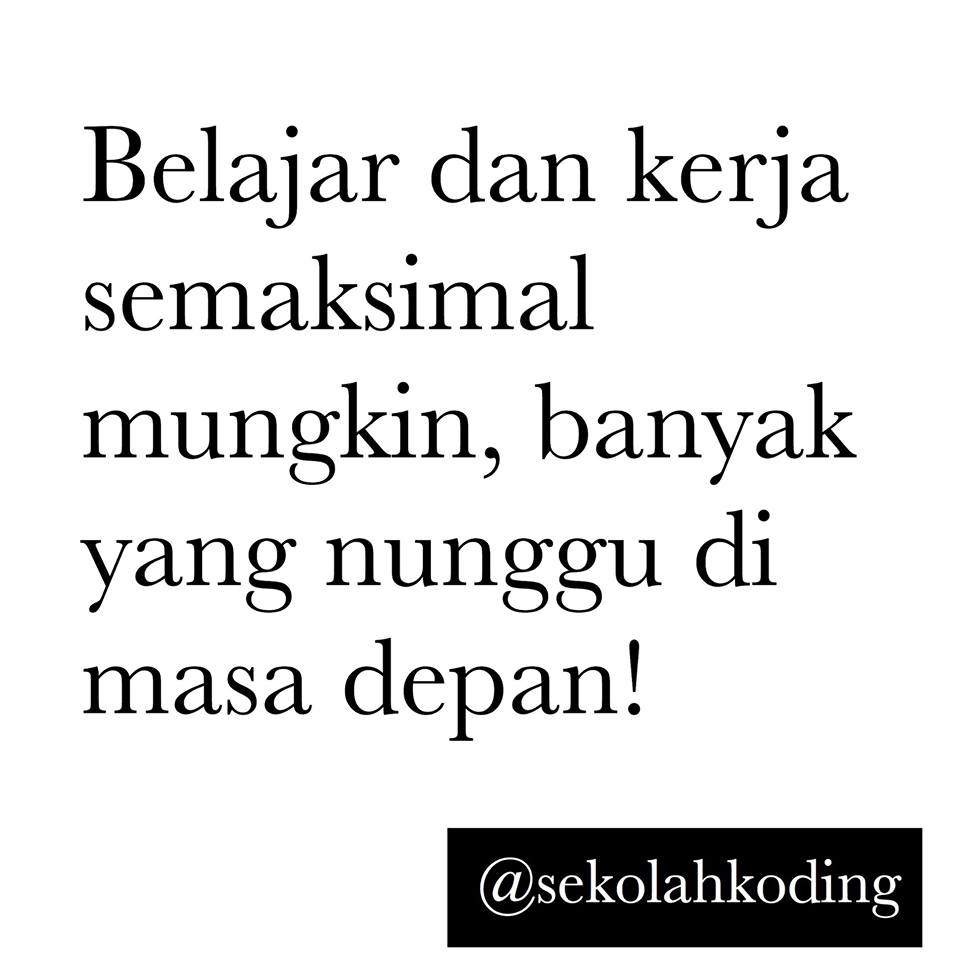 Belajar dan kerja
semaksimal
mungkin, banyak
yang nunggu di
masa depan!
@sekolahkoding